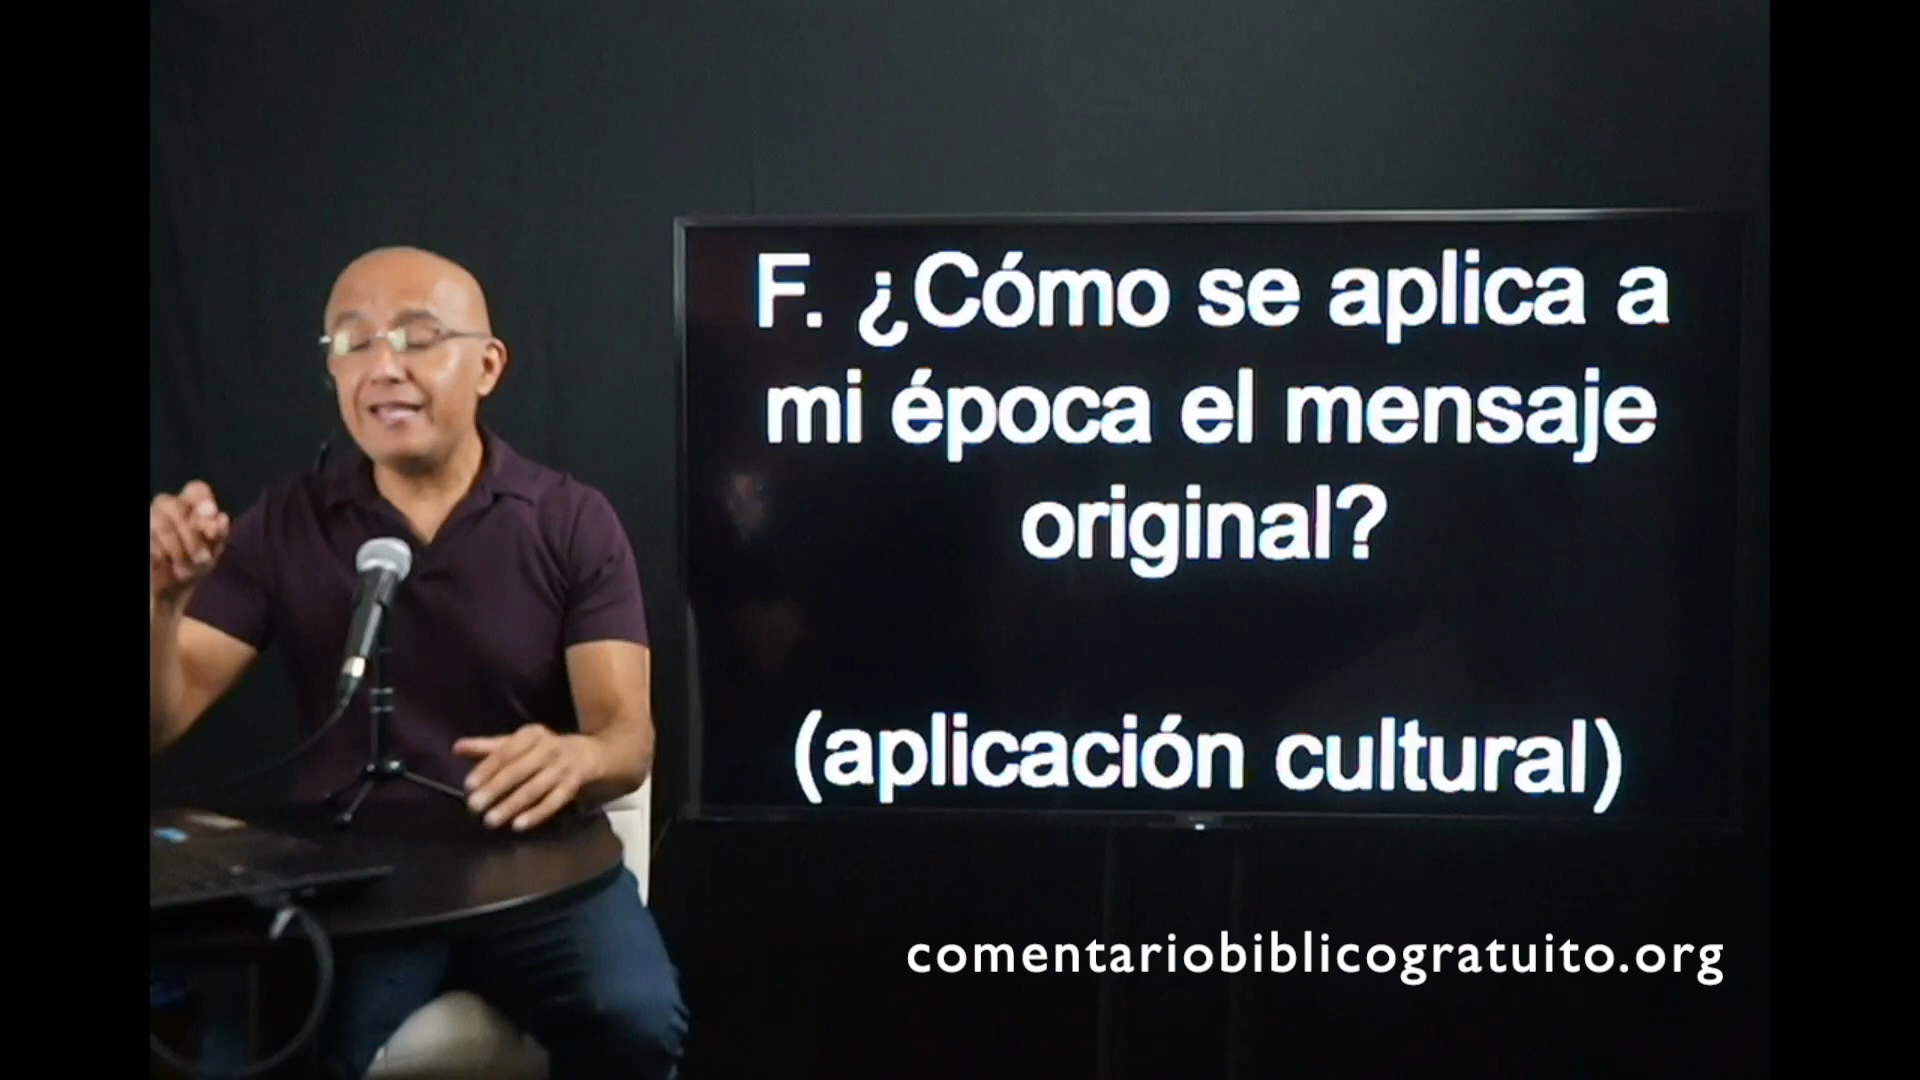 F. ¿Cómo se aplica a
mi época el mensaje
original?
(aplicación cultural)
comentariobiblicogratuito.org